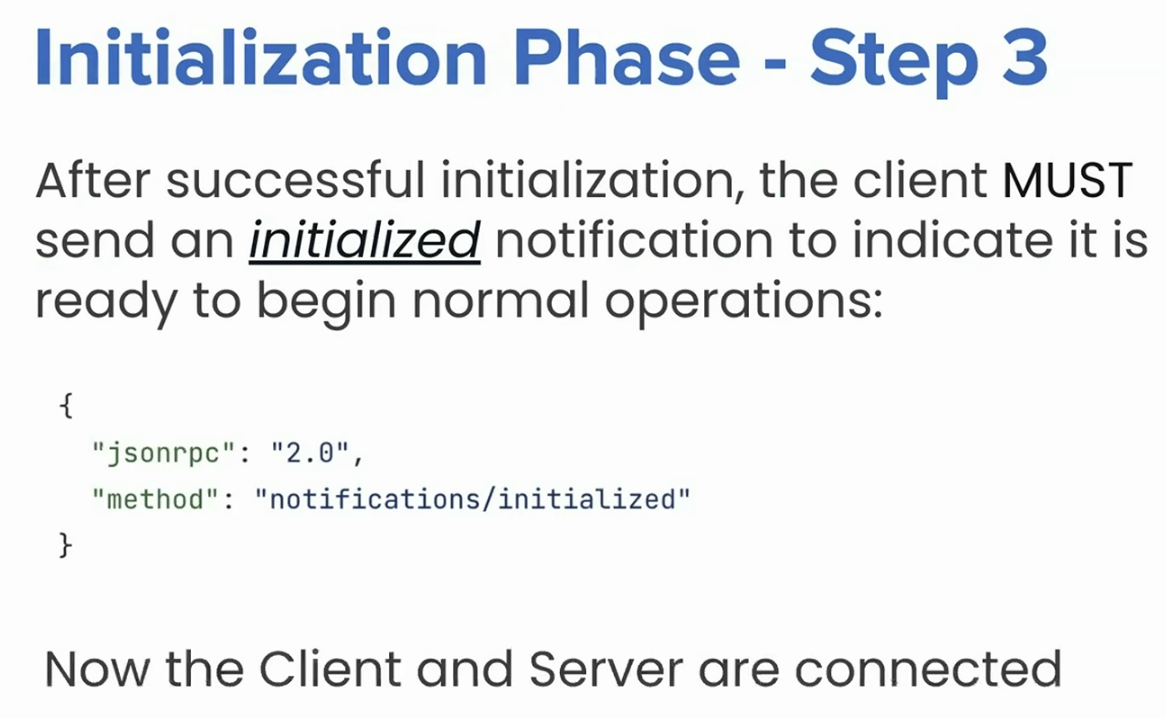 Initialization Phase - Step 3
After successful initialization, the client MUST
send an initialized notification to indicate it is
ready to begin normal operations:
{
"jsonrpc": "2.0",
"method": "notifications/initialized"
}
Now the Client and Server are connected